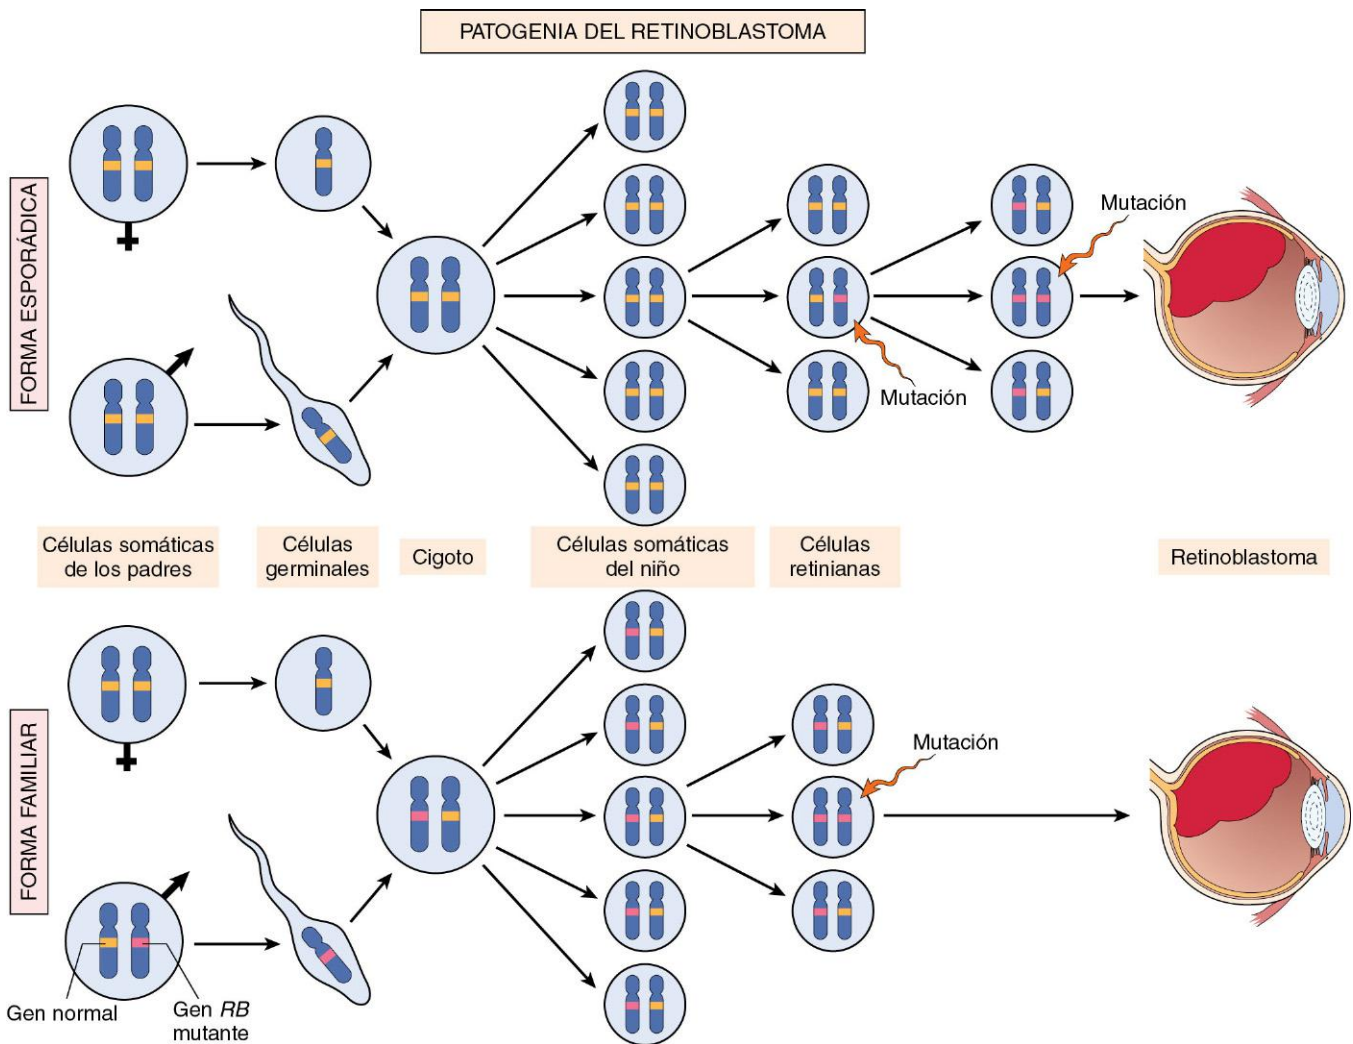 PATOGENIA DEL RETINOBLASTOMA
FORMA ESPORÁDICA
Mutación
Mutación
Células somáticas
de los padres
Células
germinales
Cigoto
Células somáticas
del niño
Células
retinianas
Retinoblastoma
FORMA FAMILIAR
Mutación
Gen normal
Gen RB
mutante